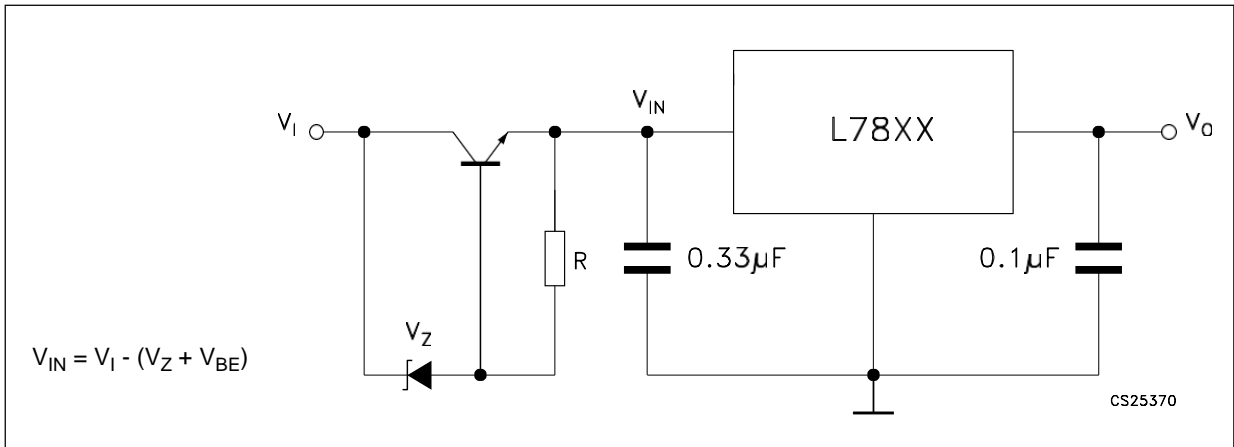 V_IN
V_I
L78XX
V_O
R
0.33µF
0.1µF
V_Z
V_IN = V_I - (V_Z + V_BE)
CS25370